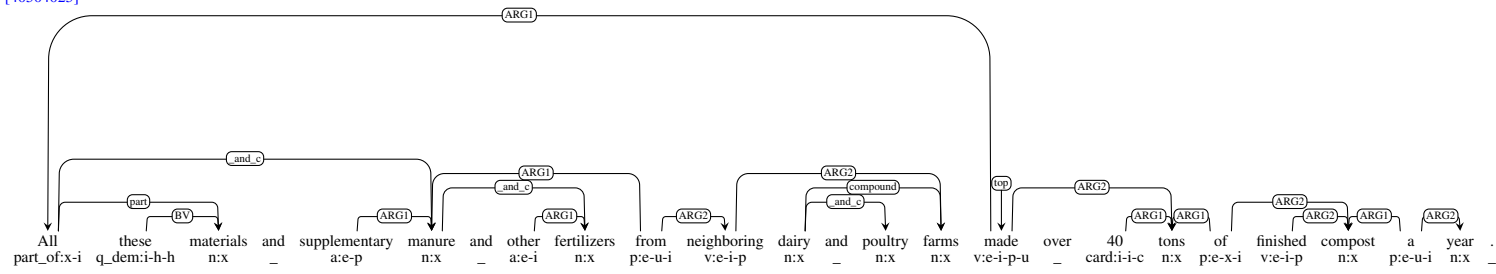 ARG1
_and_c ARG1 ARG2
_and_c compound top ARG2
part _and_c ARG2
BV ARG1 ARG1 ARG2 ARG1 ARG1 ARG2 ARG1 ARG2
All these materials and supplementary manure and other fertilizers from neighboring dairy and poultry farms made over 40 tons of finished compost a year .
part_of:x-i q_dem:i-h-h n:x _ a:e-p n:x _ a:e-i n:x p:e-u-i v:e-i-p n:x _ n:x n:x v:e-i-p-u _ card:i-i-c n:x p:e-x-i v:e-i-p n:x p:e-u-i n:x _